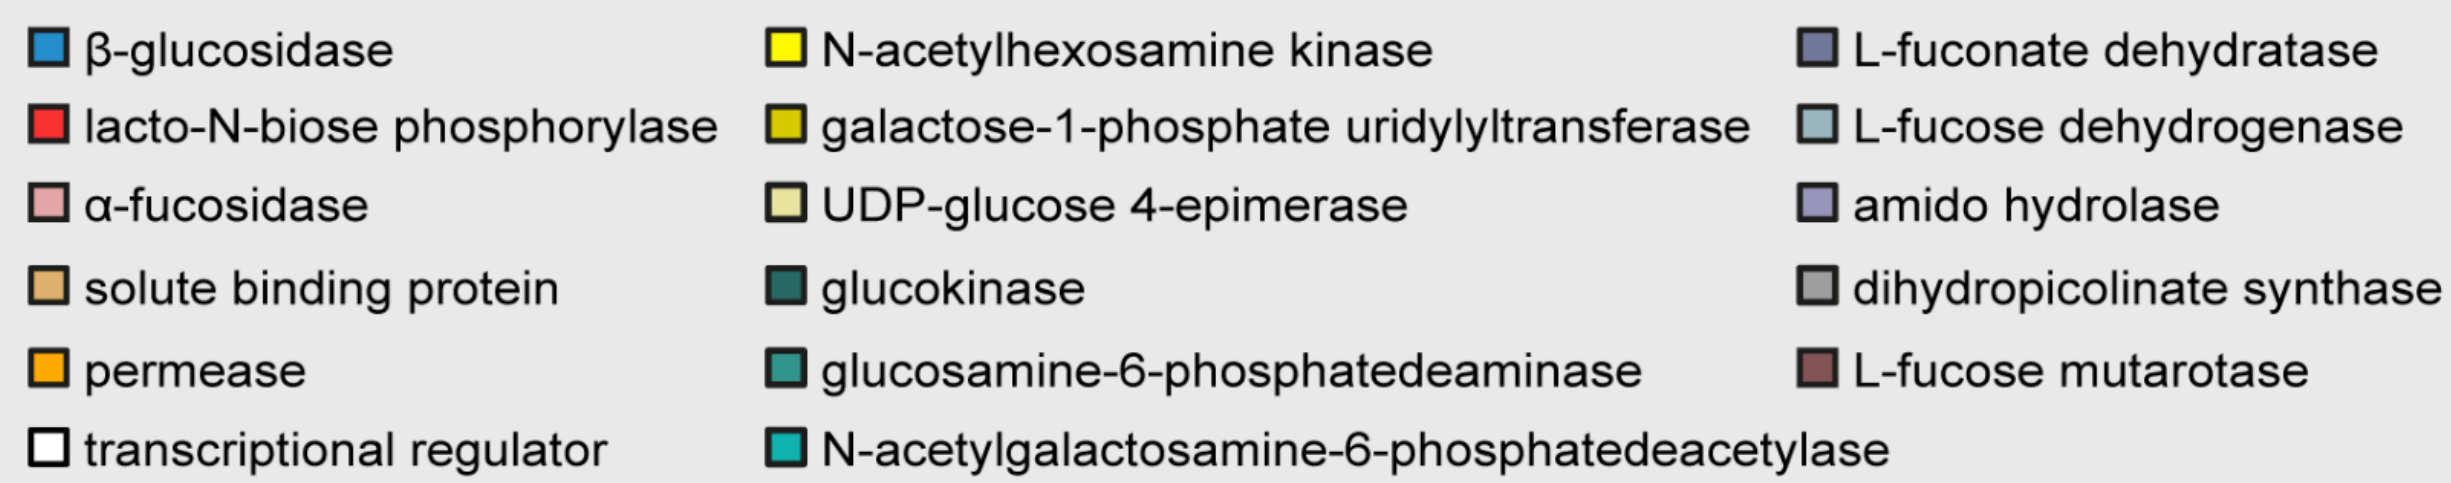 β-glucosidase
lacto-N-biose phosphorylase
α-fucosidase
solute binding protein
permease
transcriptional regulator
N-acetylhexosamine kinase
galactose-1-phosphate uridylyltransferase
UDP-glucose 4-epimerase
glucokinase
glucosamine-6-phosphatedeaminase
N-acetylgalactosamine-6-phosphatedeacetylase
L-fuconate dehydratase
L-fucose dehydrogenase
amido hydrolase
dihydropicolinate synthase
L-fucose mutarotase